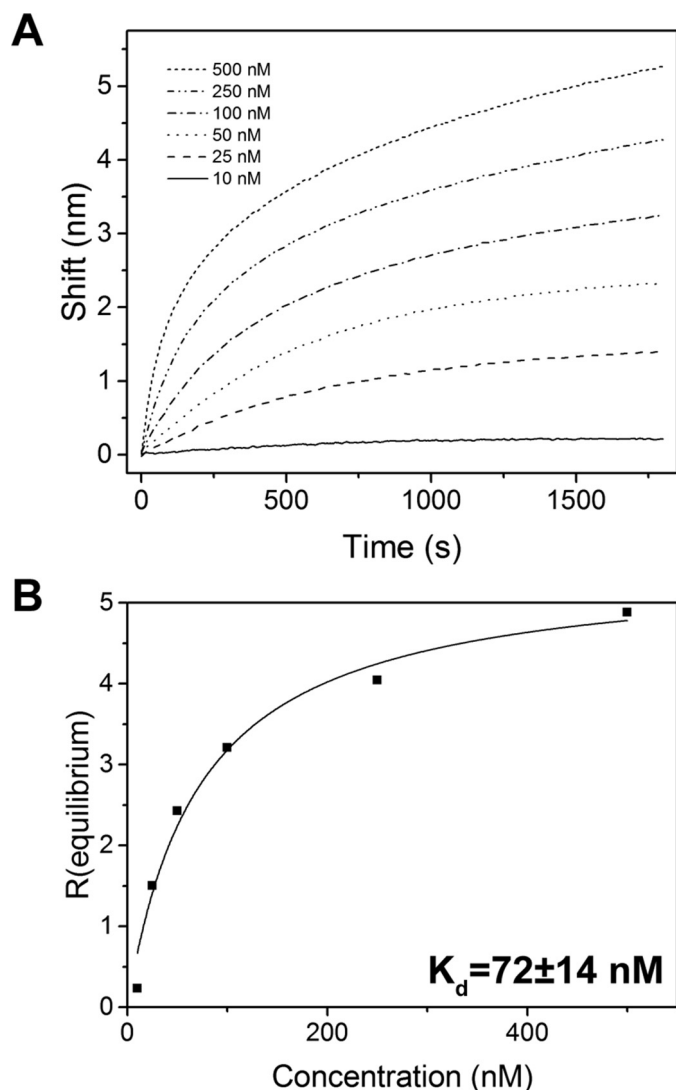 A
5
4
3
2
1
0
Shift (nm)
500 nM
250 nM
100 nM
50 nM
25 nM
10 nM
0 500 1000 1500
Time (s)
B
5
4
3
2
1
0
R(equilibrium)
K_d=72±14 nM
0 200 400
Concentration (nM)